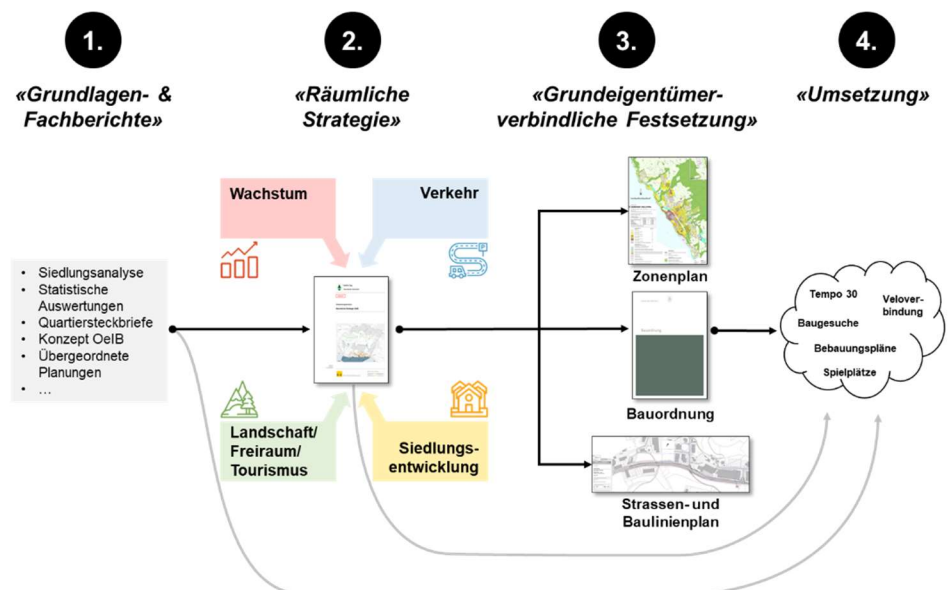 1.
«Grundlagen- &
Fachberichte»
2.
«Räumliche
Strategie»
3.
«Grundeigentümer-
verbindliche Festsetzung»
4.
«Umsetzung»
• Siedlungsanalyse
• Statistische
Auswertungen
• Quartiersteckbriefe
• Konzept OeIB
• Übergeordnete
Planungen
• …
Wachstum
Verkehr
P
Landschaft/
Freiraum/
Tourismus
Siedlungs-
entwicklung
Zonenplan
Bauordnung
Strassen- und
Baulinienplan
Tempo 30
Velover-
bindung
Baugesuche
Bebauungspläne
Spielplätze